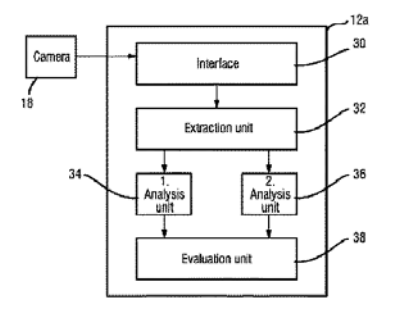 12a
Camera
18
Interface
30
Extraction unit
32
34
1.
Analysis
unit
2.
Analysis
unit
36
Evaluation unit
38